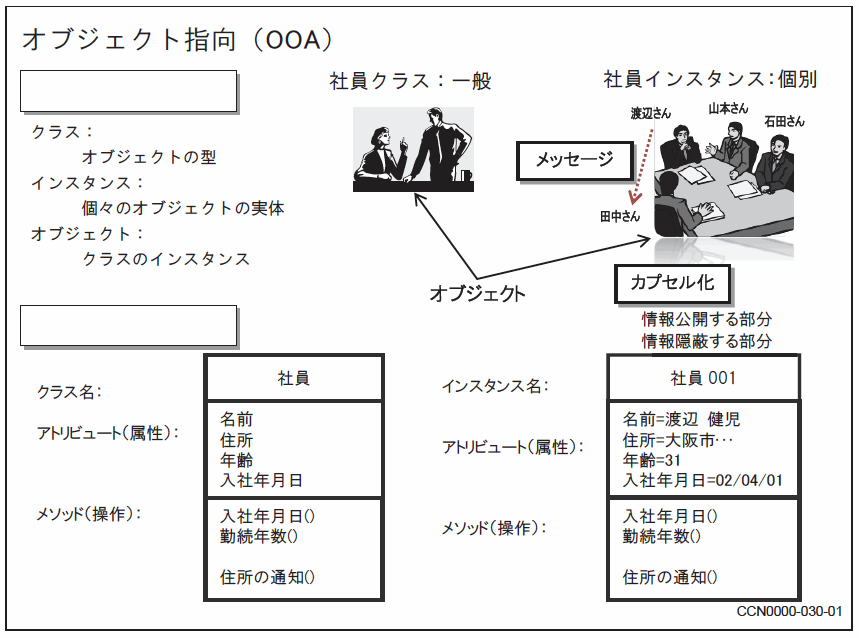 オブジェクト指向（OOA）
社員クラス：一般
社員インスタンス：個別
クラス：
オブジェクトの型
インスタンス：
個々のオブジェクトの実体
オブジェクト：
クラスのインスタンス
渡辺さん
山本さん
石田さん
メッセージ
田中さん
オブジェクト
カプセル化
情報公開する部分
情報隠蔽する部分
クラス名：
社員
アトリビュート（属性）：
名前
住所
年齢
入社年月日
メソッド（操作）：
入社年月日（）
勤続年数（）
住所の通知（）
インスタンス名：
社員 001
アトリビュート（属性）：
名前=渡辺 健児
住所=大阪市…
年齢=31
入社年月日=02/04/01
メソッド（操作）：
入社年月日（）
勤続年数（）
住所の通知（）
CCN0000-030-01